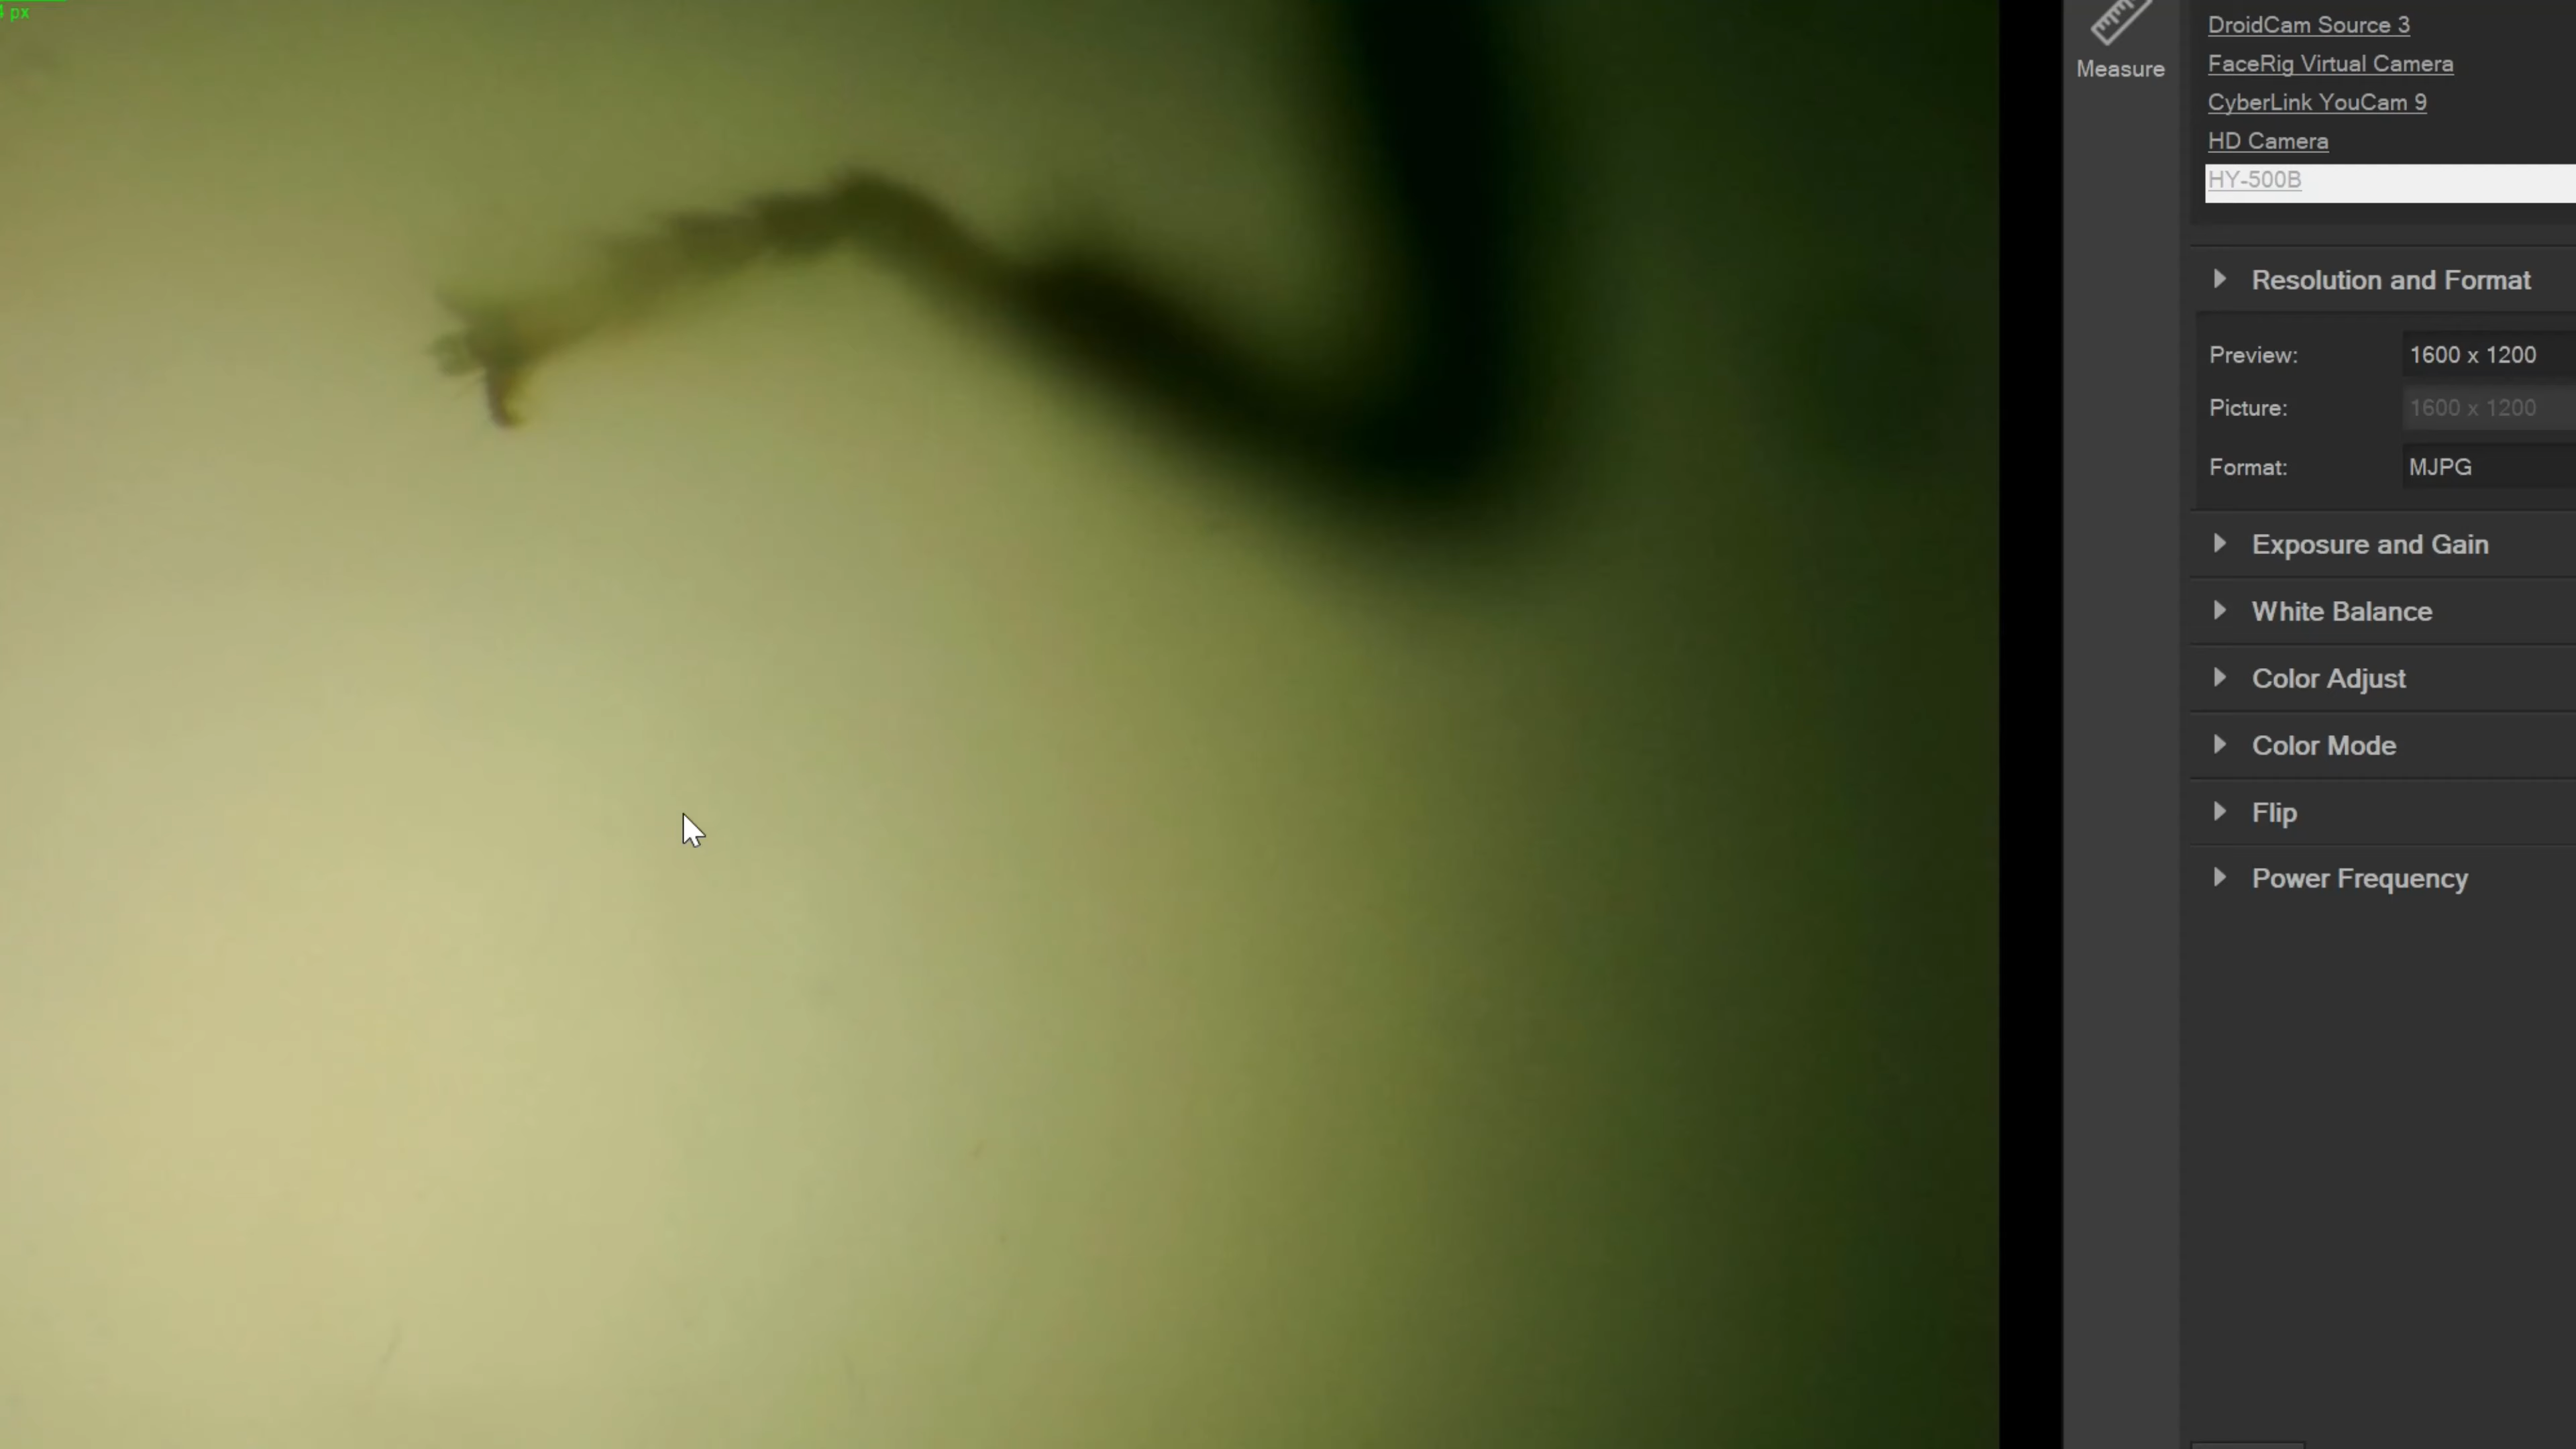 px
Measure
DroidCam Source 3
FaceRig Virtual Camera
CyberLink YouCam 9
HD Camera
HY-500B
Resolution and Format
Preview: 1600 x 1200
Picture: 1600 x 1200
Format: MJPG
Exposure and Gain
White Balance
Color Adjust
Color Mode
Flip
Power Frequency